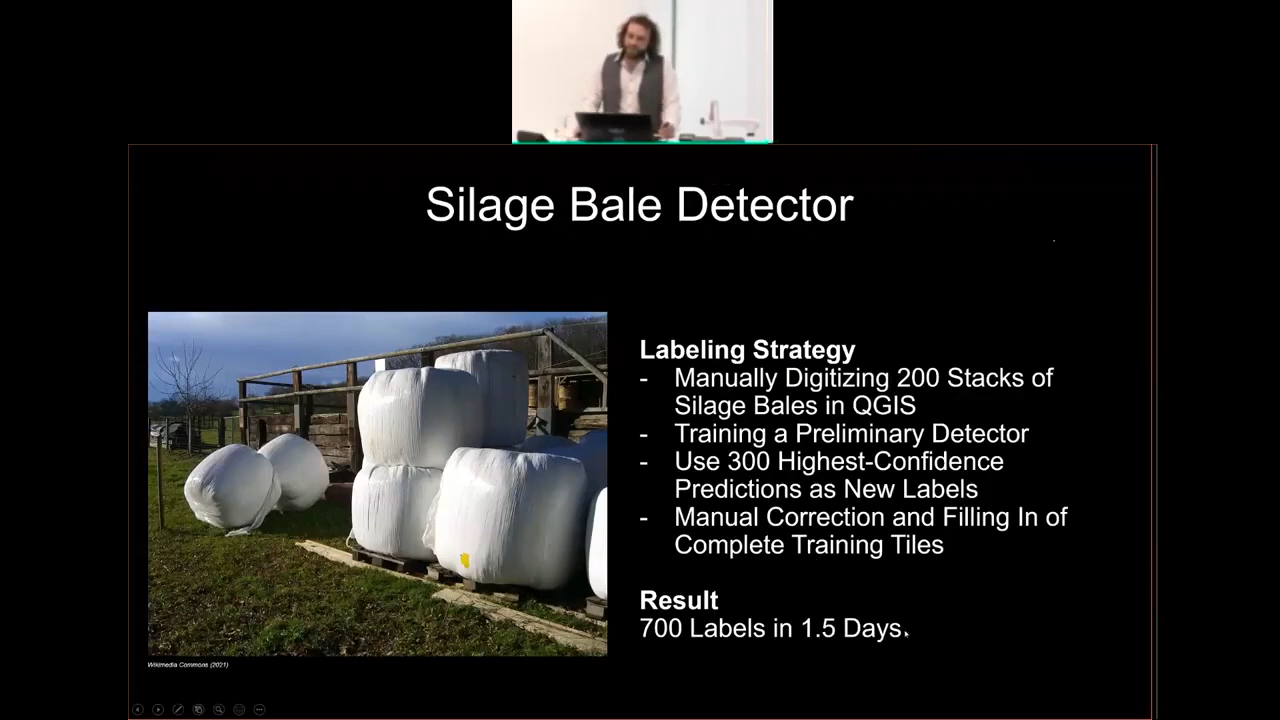 Silage Bale Detector
Labeling Strategy
- Manually Digitizing 200 Stacks of
Silage Bales in QGIS
- Training a Preliminary Detector
- Use 300 Highest-Confidence
Predictions as New Labels
- Manual Correction and Filling In of
Complete Training Tiles
Result
700 Labels in 1.5 Days
Wikimedia Commons (2021)